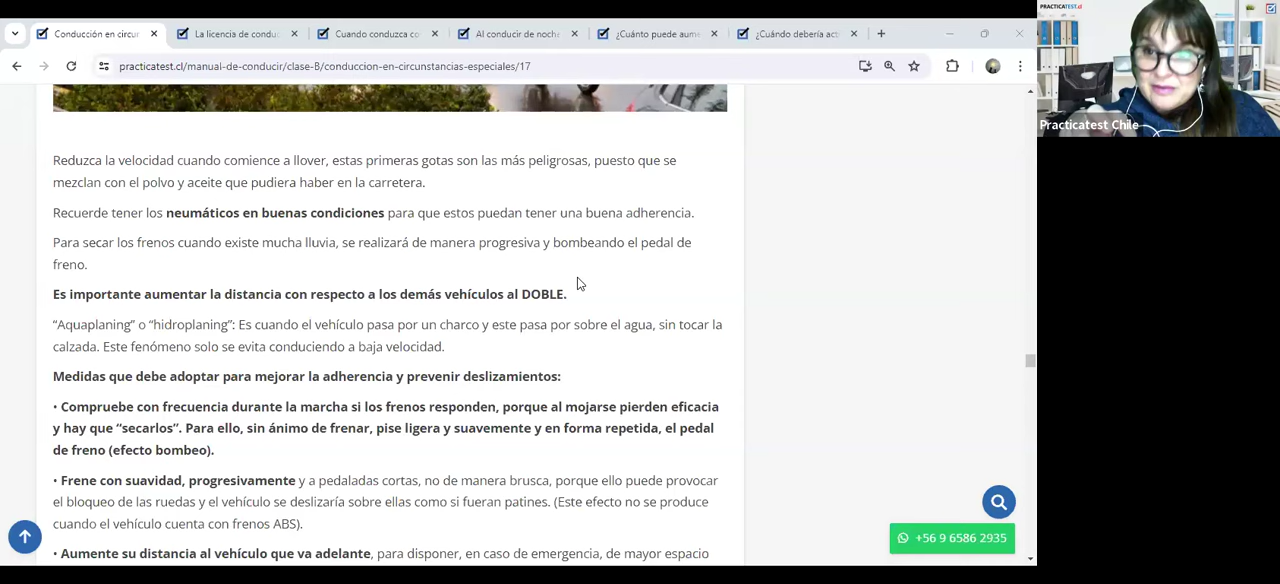 Conducción en circur
La licencia de conduc
Cuando conduzca co
Al conducir de noche
¿Cuánto puede aume
¿Cuándo debería act
practicatest.cl/manual-de-conducir/clase-B/conduccion-en-circunstancias-especiales/17
PRACTICATEST.cl
Practicatest Chile
Reduzca la velocidad cuando comience a llover, estas primeras gotas son las más peligrosas, puesto que se
mezclan con el polvo y aceite que pudiera haber en la carretera.
Recuerde tener los neumáticos en buenas condiciones para que estos puedan tener una buena adherencia.
Para secar los frenos cuando existe mucha lluvia, se realizará de manera progresiva y bombeando el pedal de
freno.
Es importante aumentar la distancia con respecto a los demás vehículos al DOBLE.
“Aquaplaning” o “hidroplaning”: Es cuando el vehículo pasa por un charco y este pasa por sobre el agua, sin tocar la
calzada. Este fenómeno solo se evita conduciendo a baja velocidad.
Medidas que debe adoptar para mejorar la adherencia y prevenir deslizamientos:
• Compruebe con frecuencia durante la marcha si los frenos responden, porque al mojarse pierden eficacia
y hay que “secarlos”. Para ello, sin ánimo de frenar, pise ligera y suavemente y en forma repetida, el pedal
de freno (efecto bombeo).
• Frene con suavidad, progresivamente y a pedaladas cortas, no de manera brusca, porque ello puede provocar
el bloqueo de las ruedas y el vehículo se deslizaría sobre ellas como si fueran patines. (Este efecto no se produce
cuando el vehículo cuenta con frenos ABS).
• Aumente su distancia al vehículo que va adelante, para disponer, en caso de emergencia, de mayor espacio
+56 9 6586 2935